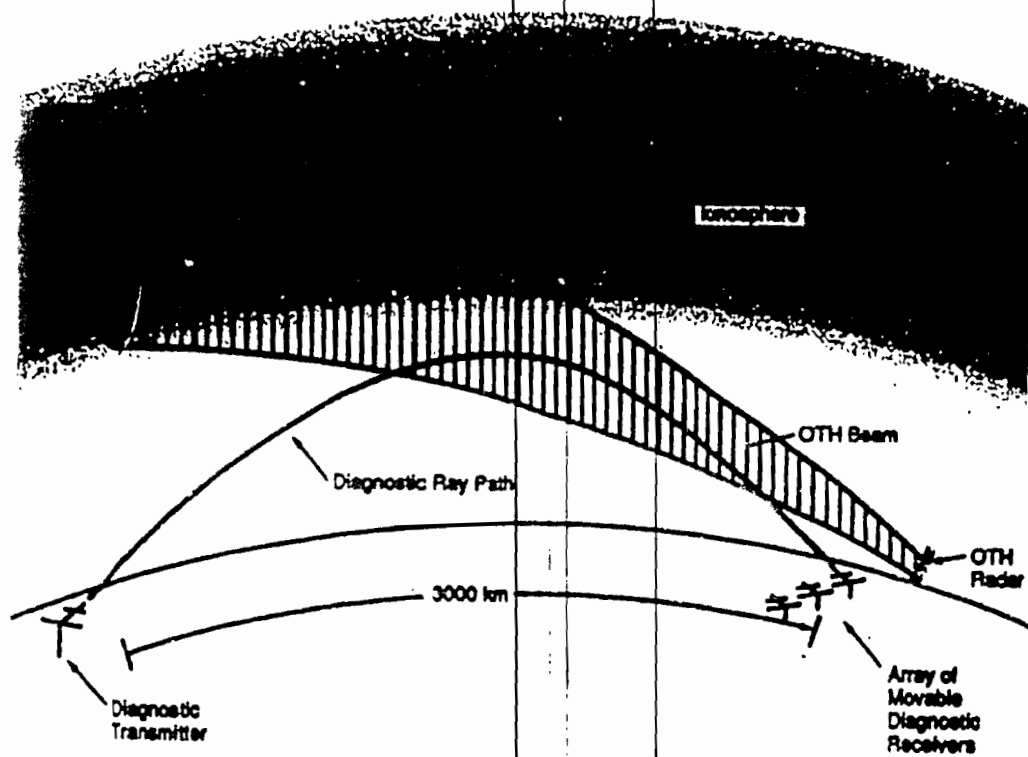 Ionosphere
OTH Beam
Diagnostic Ray Path
OTH
Radar
3000 km
Diagnostic
Transmitter
Array of
Movable
Diagnostic
Receivers